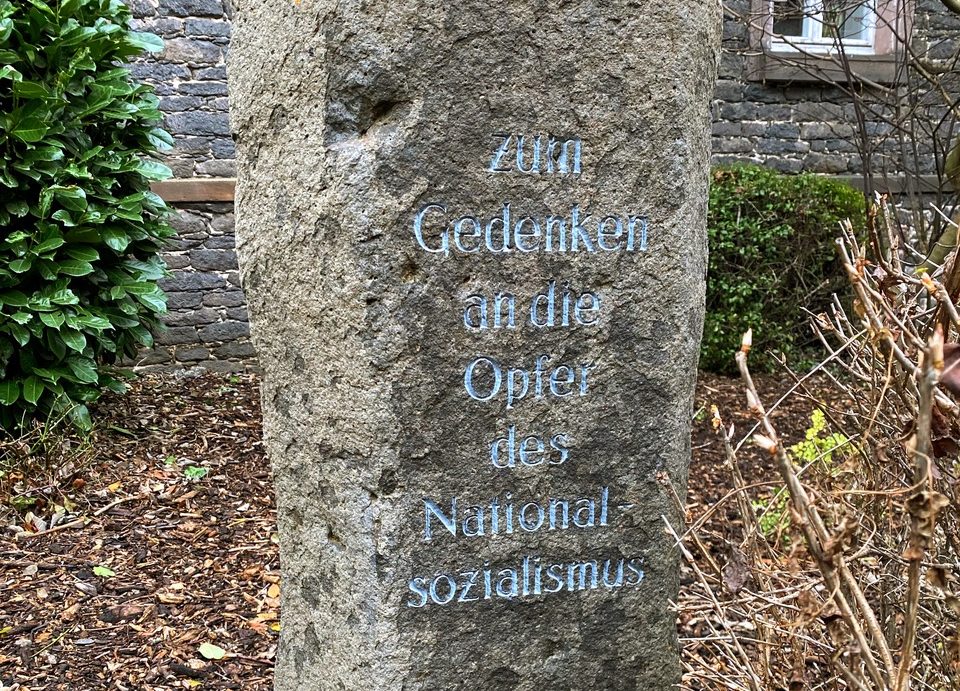 zum
Gedenken
an die
Opfer
des
National-
sozialismus